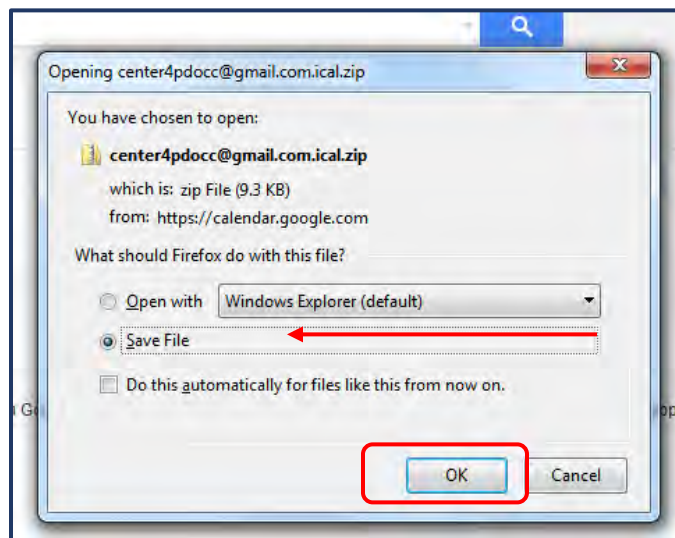 Opening center4pdocc@gmail.com.ical.zip
You have chosen to open:
center4pdocc@gmail.com.ical.zip
which is: zip File (9.3 KB)
from: https://calendar.google.com
What should Firefox do with this file?
Open with Windows Explorer (default)
Save File
Do this automatically for files like this from now on.
OK Cancel